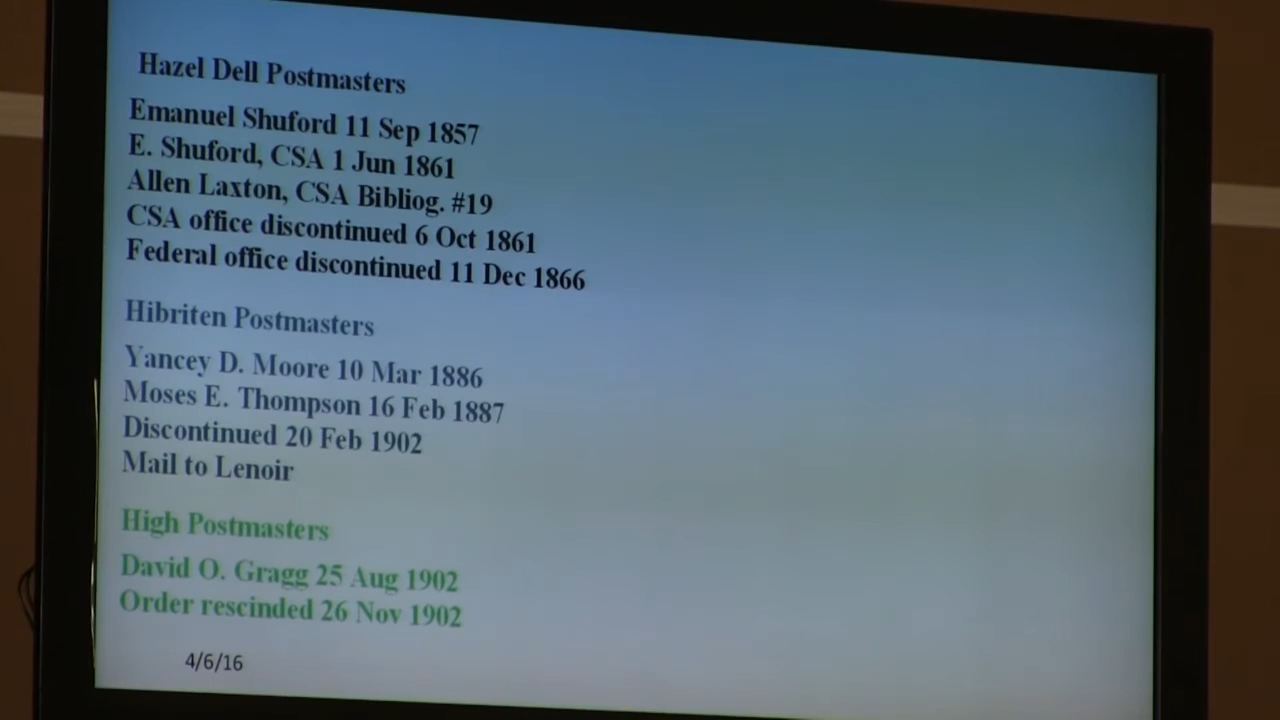 Hazel Dell Postmasters
Emanuel Shuford 11 Sep 1857
E. Shuford, CSA 1 Jun 1861
Allen Laxton, CSA Bibliog. #19
CSA office discontinued 6 Oct 1861
Federal office discontinued 11 Dec 1866
Hibriten Postmasters
Yancey D. Moore 10 Mar 1886
Moses E. Thompson 16 Feb 1887
Discontinued 20 Feb 1902
Mail to Lenoir
High Postmasters
David O. Gragg 25 Aug 1902
Order rescinded 26 Nov 1902
4/6/16